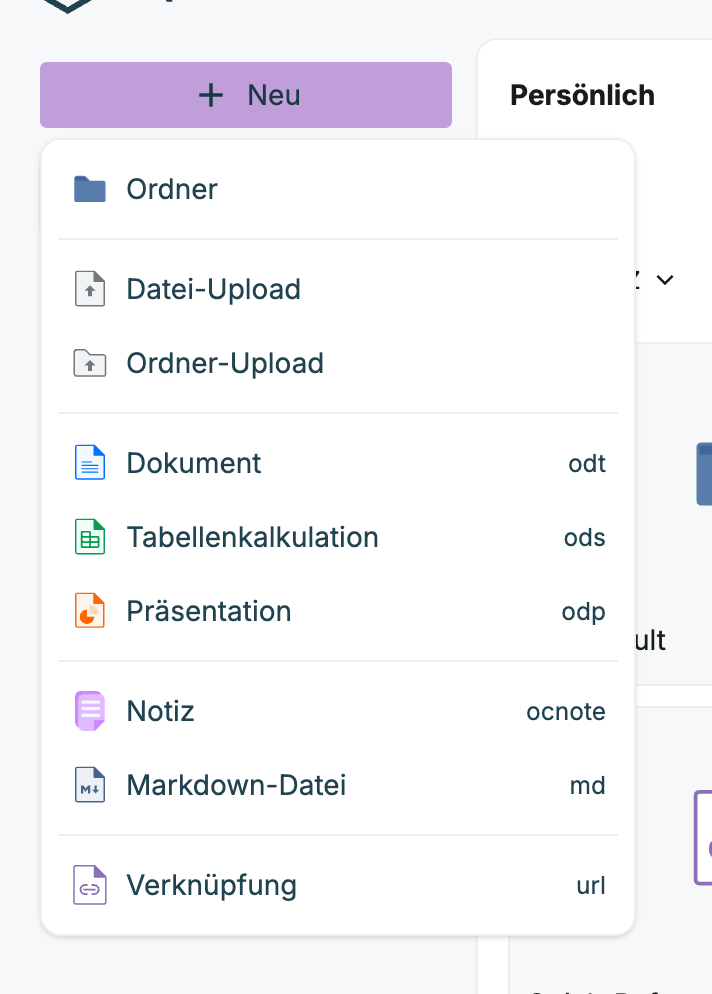 + Neu
Persönlich
Ordner
Datei-Upload
Ordner-Upload
Dokument odt
Tabellenkalkulation ods
Präsentation odp
ult
Notiz ocnote
Markdown-Datei md
Verknüpfung url